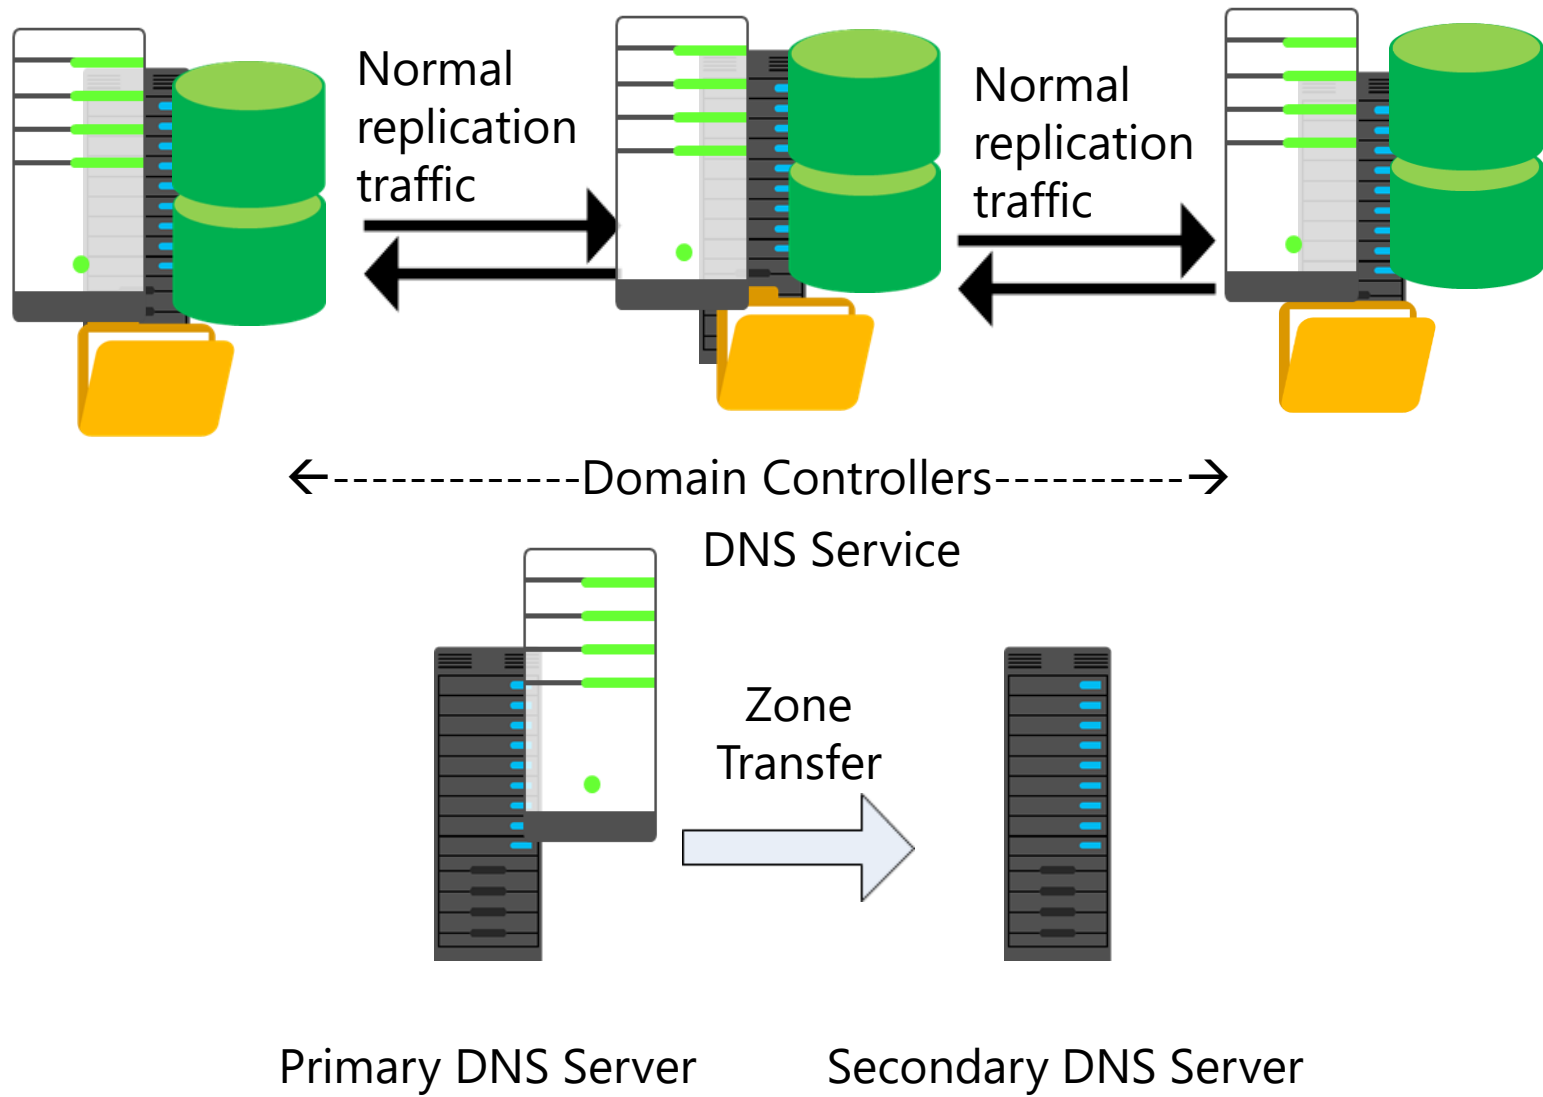 Normal
replication
traffic
Normal
replication
traffic
←-------------Domain Controllers----------→
DNS Service
Zone
Transfer
Primary DNS Server
Secondary DNS Server